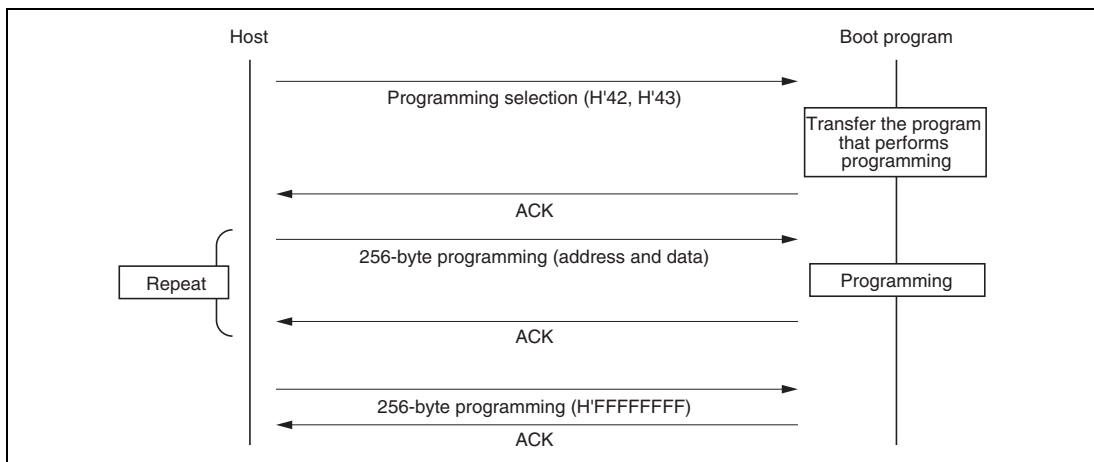 Host
Boot program
Programming selection (H'42, H'43)
Transfer the program
that performs
programming
ACK
256-byte programming (address and data)
Repeat
Programming
ACK
256-byte programming (H'FFFFFFFF)
ACK